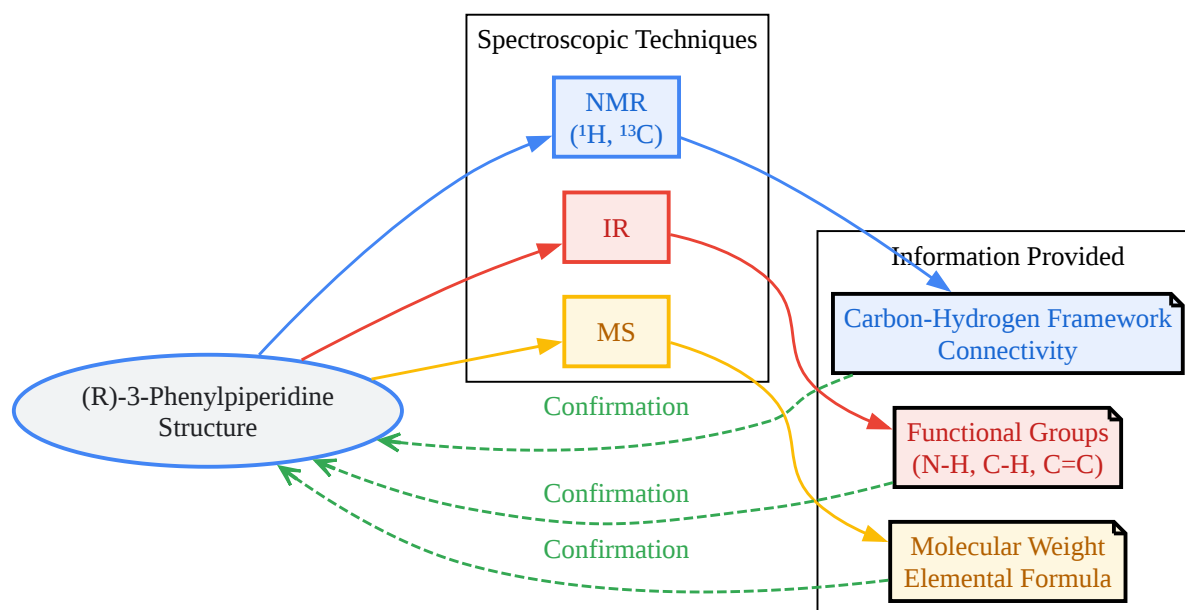 Spectroscopic Techniques
NMR
(¹H, ¹³C)
IR
MS
(R)-3-Phenylpiperidine
Structure
Information Provided
Carbon-Hydrogen Framework
Connectivity
Functional Groups
(N-H, C-H, C=C)
Molecular Weight
Elemental Formula
Confirmation
Confirmation
Confirmation